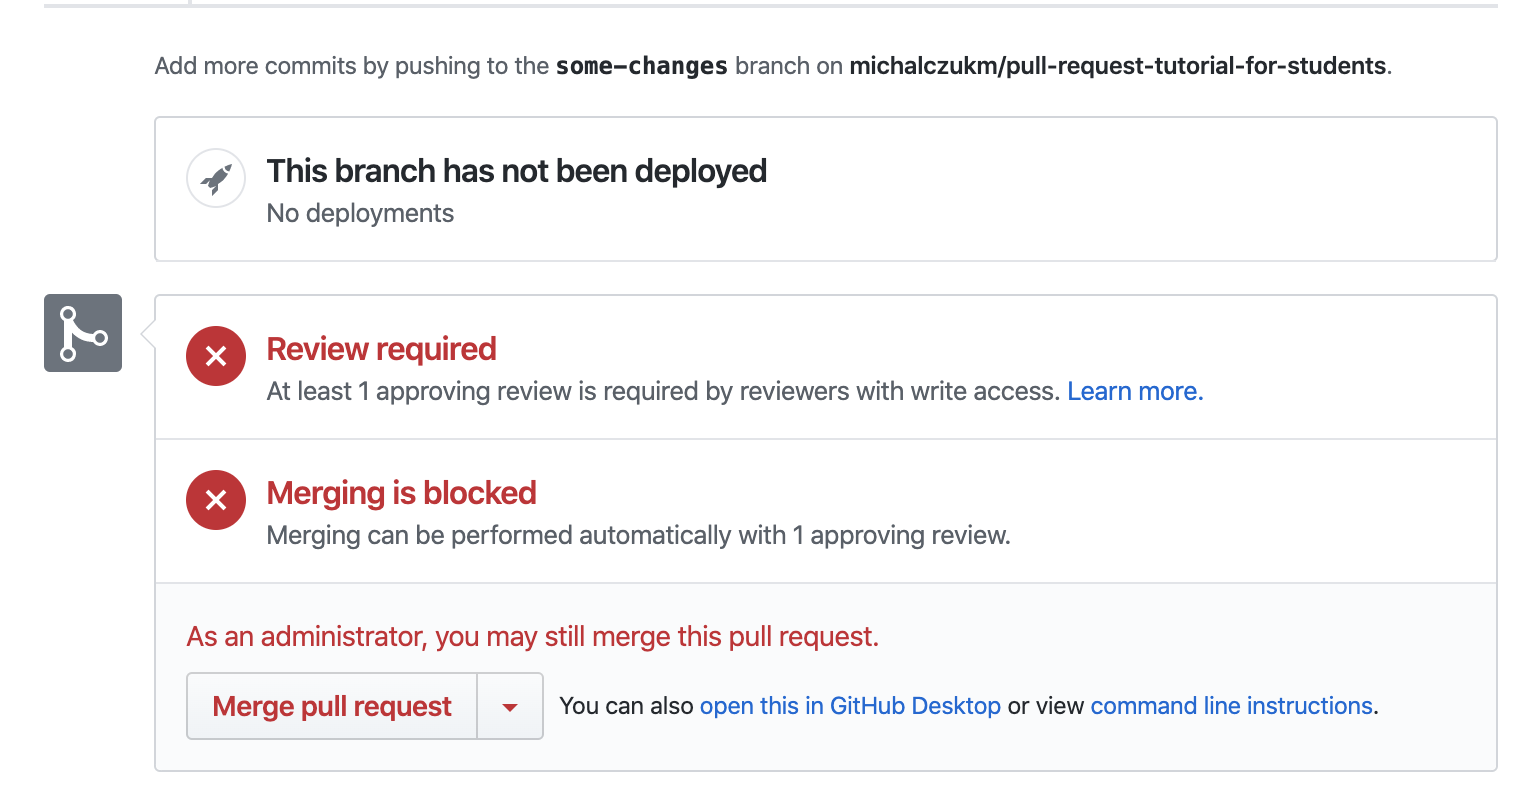 Add more commits by pushing to the some-changes branch on michalczukm/pull-request-tutorial-for-students.
This branch has not been deployed
No deployments
Review required
At least 1 approving review is required by reviewers with write access. Learn more.
Merging is blocked
Merging can be performed automatically with 1 approving review.
As an administrator, you may still merge this pull request.
Merge pull request You can also open this in GitHub Desktop or view command line instructions.